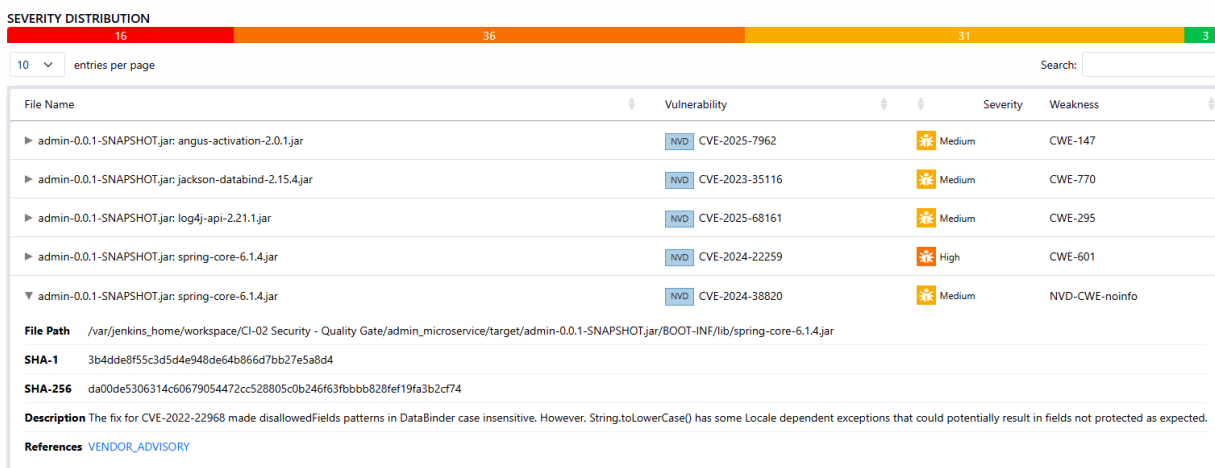 SEVERITY DISTRIBUTION
16 36 31 3
10 entries per page Search:
File Name Vulnerability Severity Weakness
admin-0.0.1-SNAPSHOT.jar: angus-activation-2.0.1.jar NVD CVE-2025-7962 Medium CWE-147
admin-0.0.1-SNAPSHOT.jar: jackson-databind-2.15.4.jar NVD CVE-2023-35116 Medium CWE-770
admin-0.0.1-SNAPSHOT.jar: log4j-api-2.21.1.jar NVD CVE-2025-68161 Medium CWE-295
admin-0.0.1-SNAPSHOT.jar: spring-core-6.1.4.jar NVD CVE-2024-22259 High CWE-601
admin-0.0.1-SNAPSHOT.jar: spring-core-6.1.4.jar NVD CVE-2024-38820 Medium NVD-CWE-noinfo
File Path /var/jenkins_home/workspace/CI-02 Security - Quality Gate/admin_microservice/target/admin-0.0.1-SNAPSHOT.jar/BOOT-INF/lib/spring-core-6.1.4.jar
SHA-1 3b4dde8f55c3d5d4e948de64b866d7bb27e5a8d4
SHA-256 da00de5306314c60679054472cc528805c0b246f63fbbbb828fef19fa3b2cf74
Description The fix for CVE-2022-22968 made disallowedFields patterns in DataBinder case insensitive. However, String.toLowerCase() has some Locale dependent exceptions that could potentially result in fields not protected as expected.
References VENDOR_ADVISORY